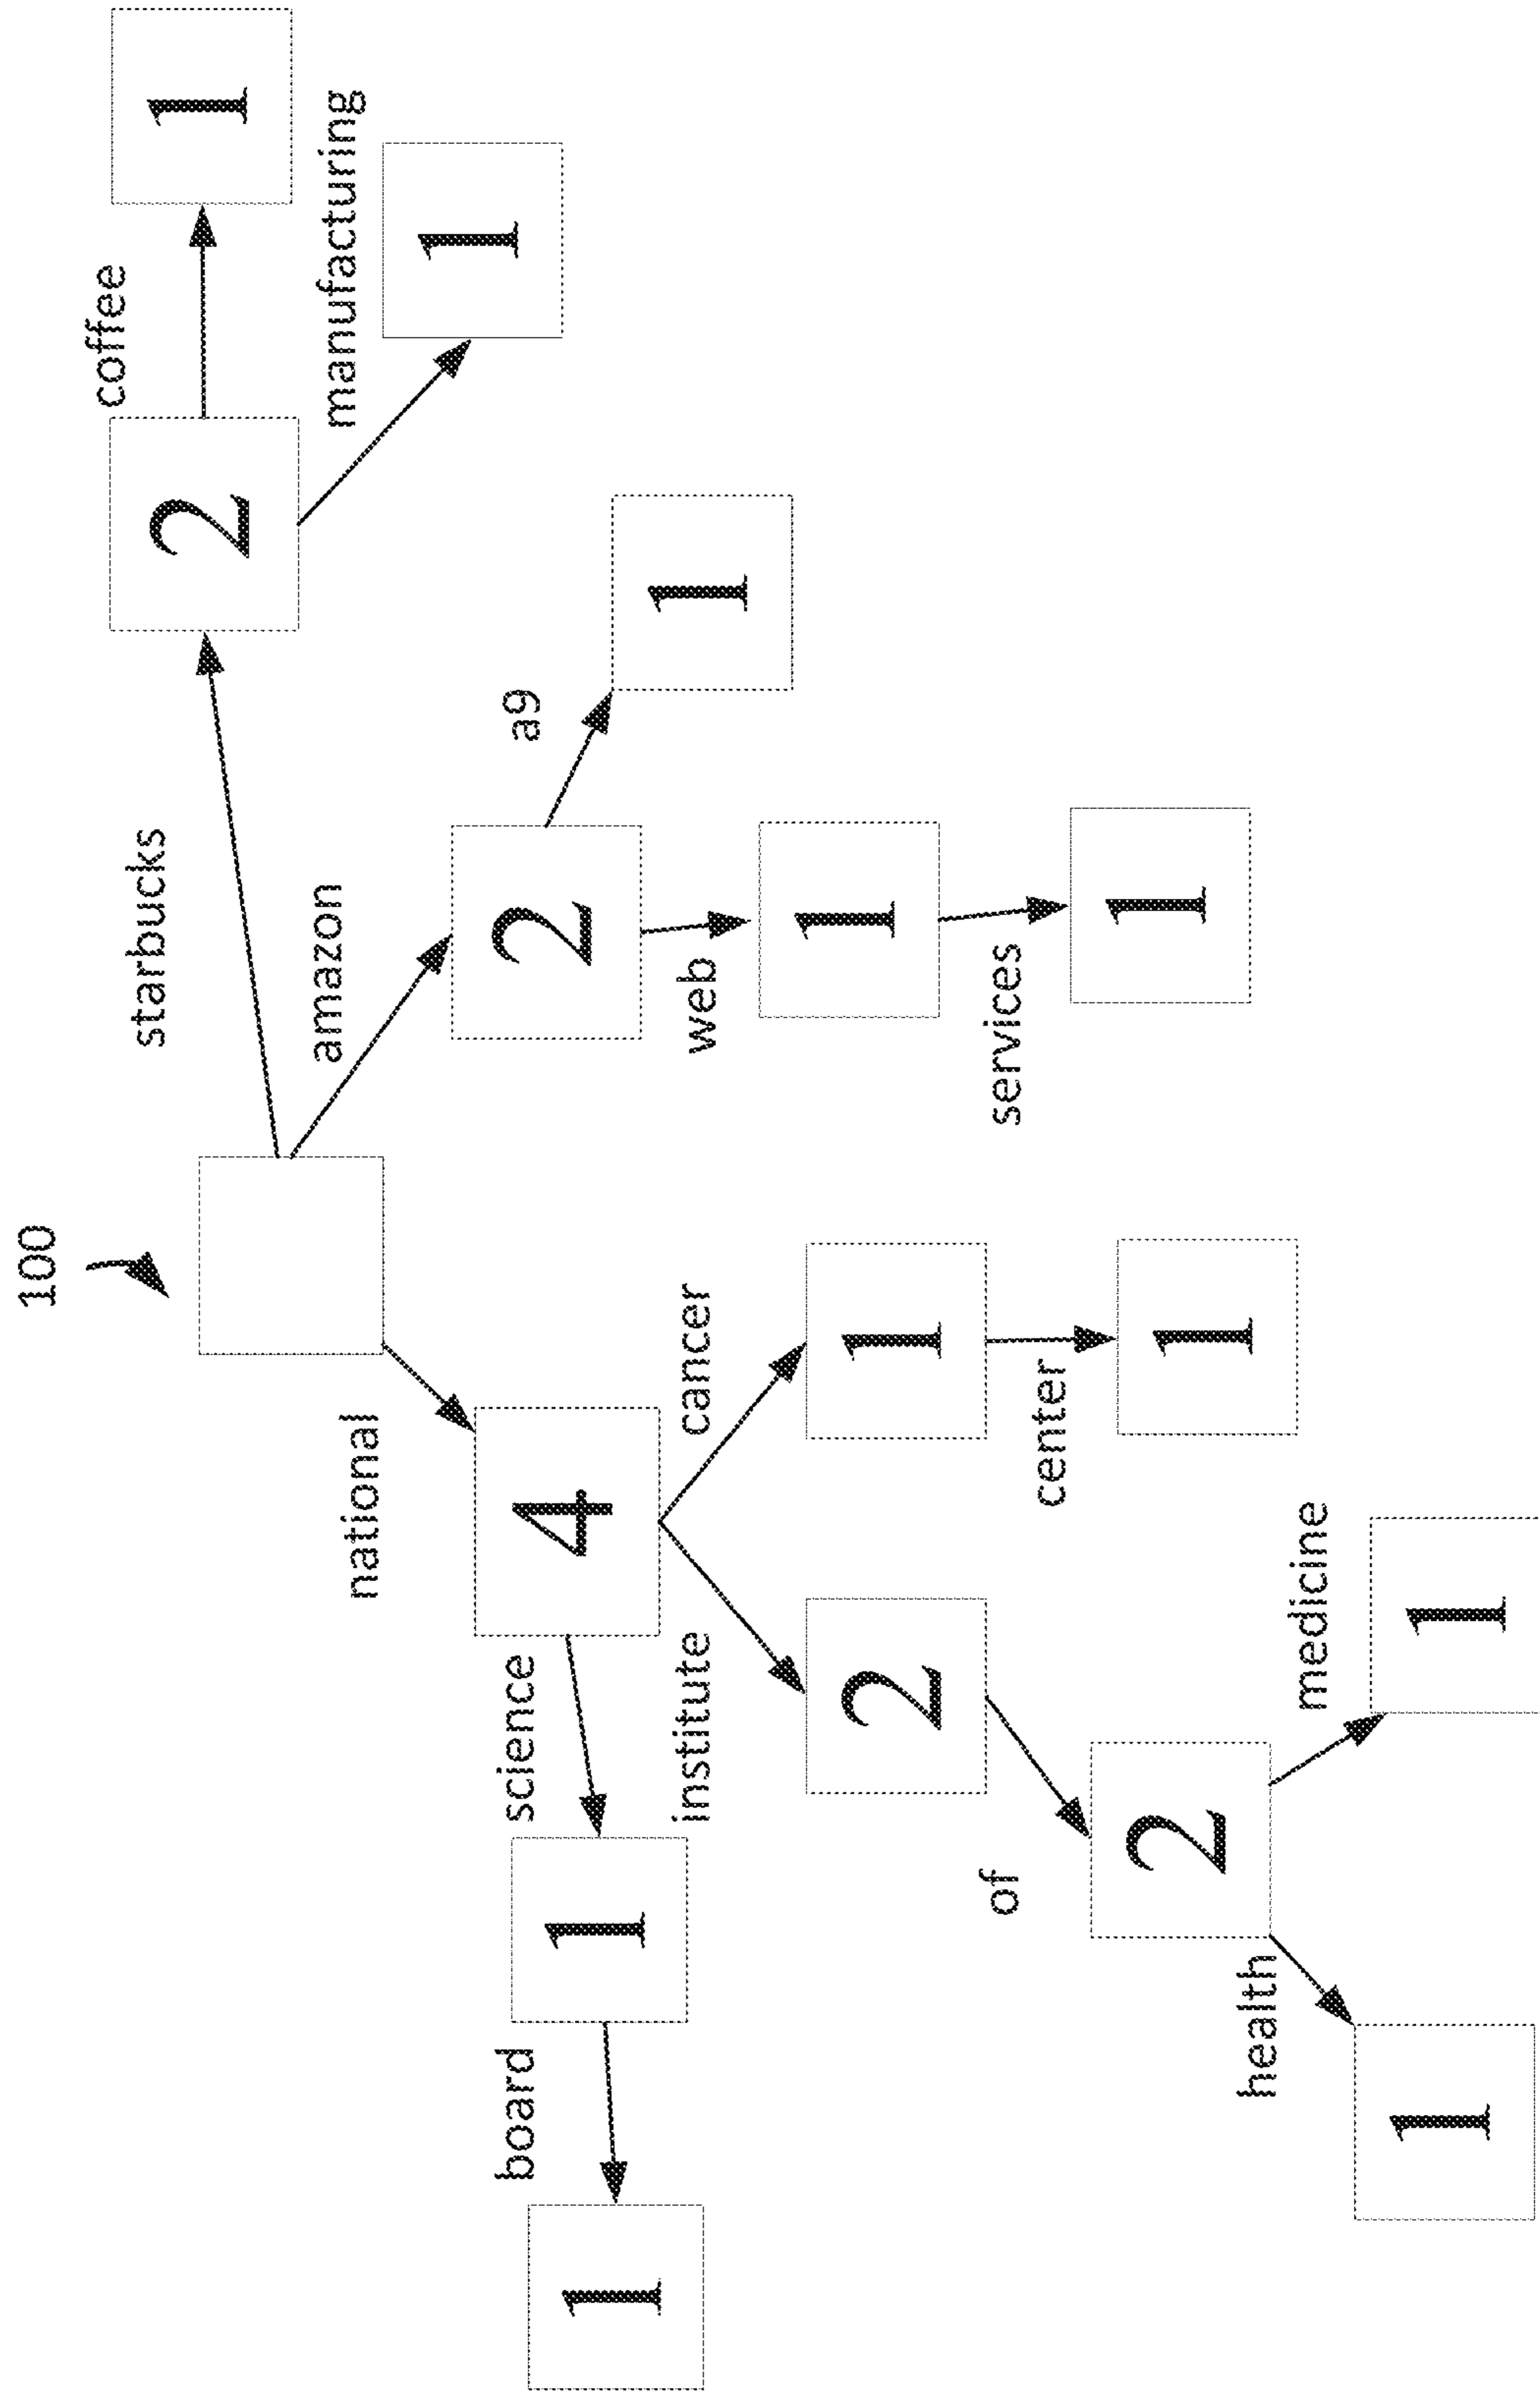 100
coffee
starbucks
2
1
national
amazon
manufacturing
1
board
science
a9
4
2
1
1
1
institute
cancer
web
2
1
1
of
center
services
2
1
1
health
medicine
1
1